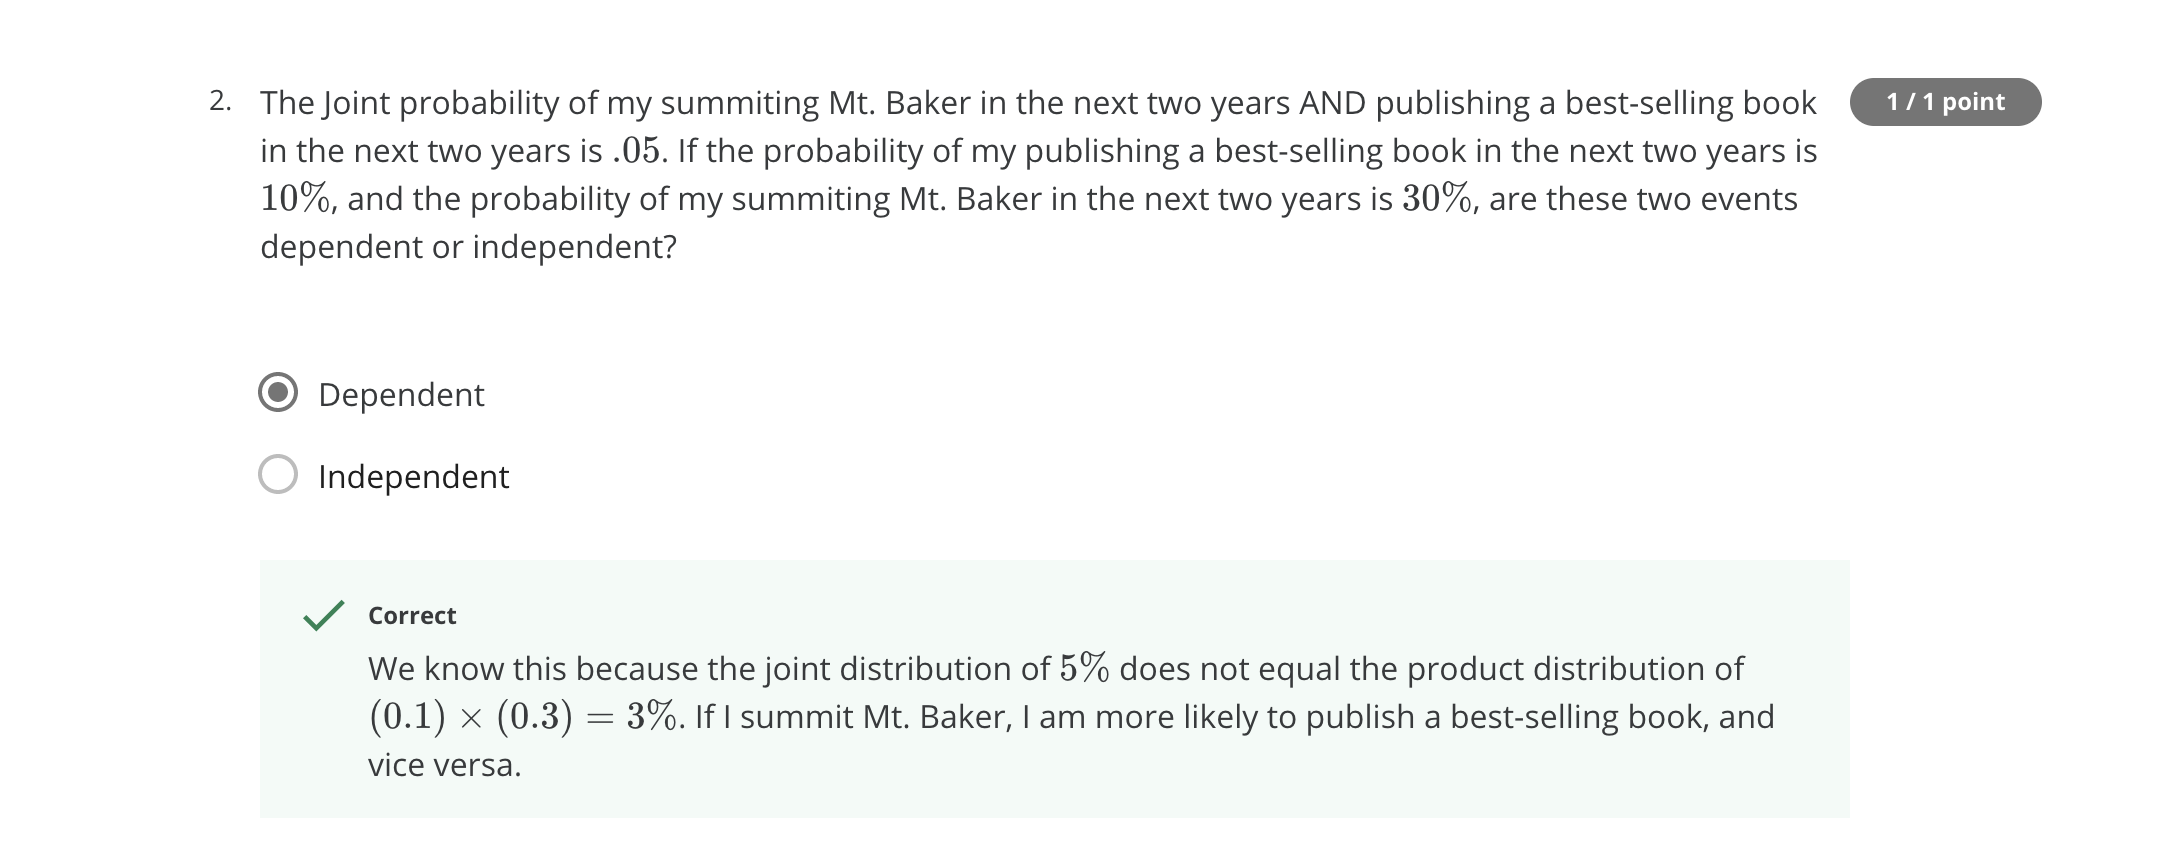 2. The Joint probability of my summiting Mt. Baker in the next two years AND publishing a best-selling book 1 / 1 point
in the next two years is .05. If the probability of my publishing a best-selling book in the next two years is
10%, and the probability of my summiting Mt. Baker in the next two years is 30%, are these two events
dependent or independent?
Dependent
Independent
Correct
We know this because the joint distribution of 5% does not equal the product distribution of
(0.1) × (0.3) = 3%. If I summit Mt. Baker, I am more likely to publish a best-selling book, and
vice versa.